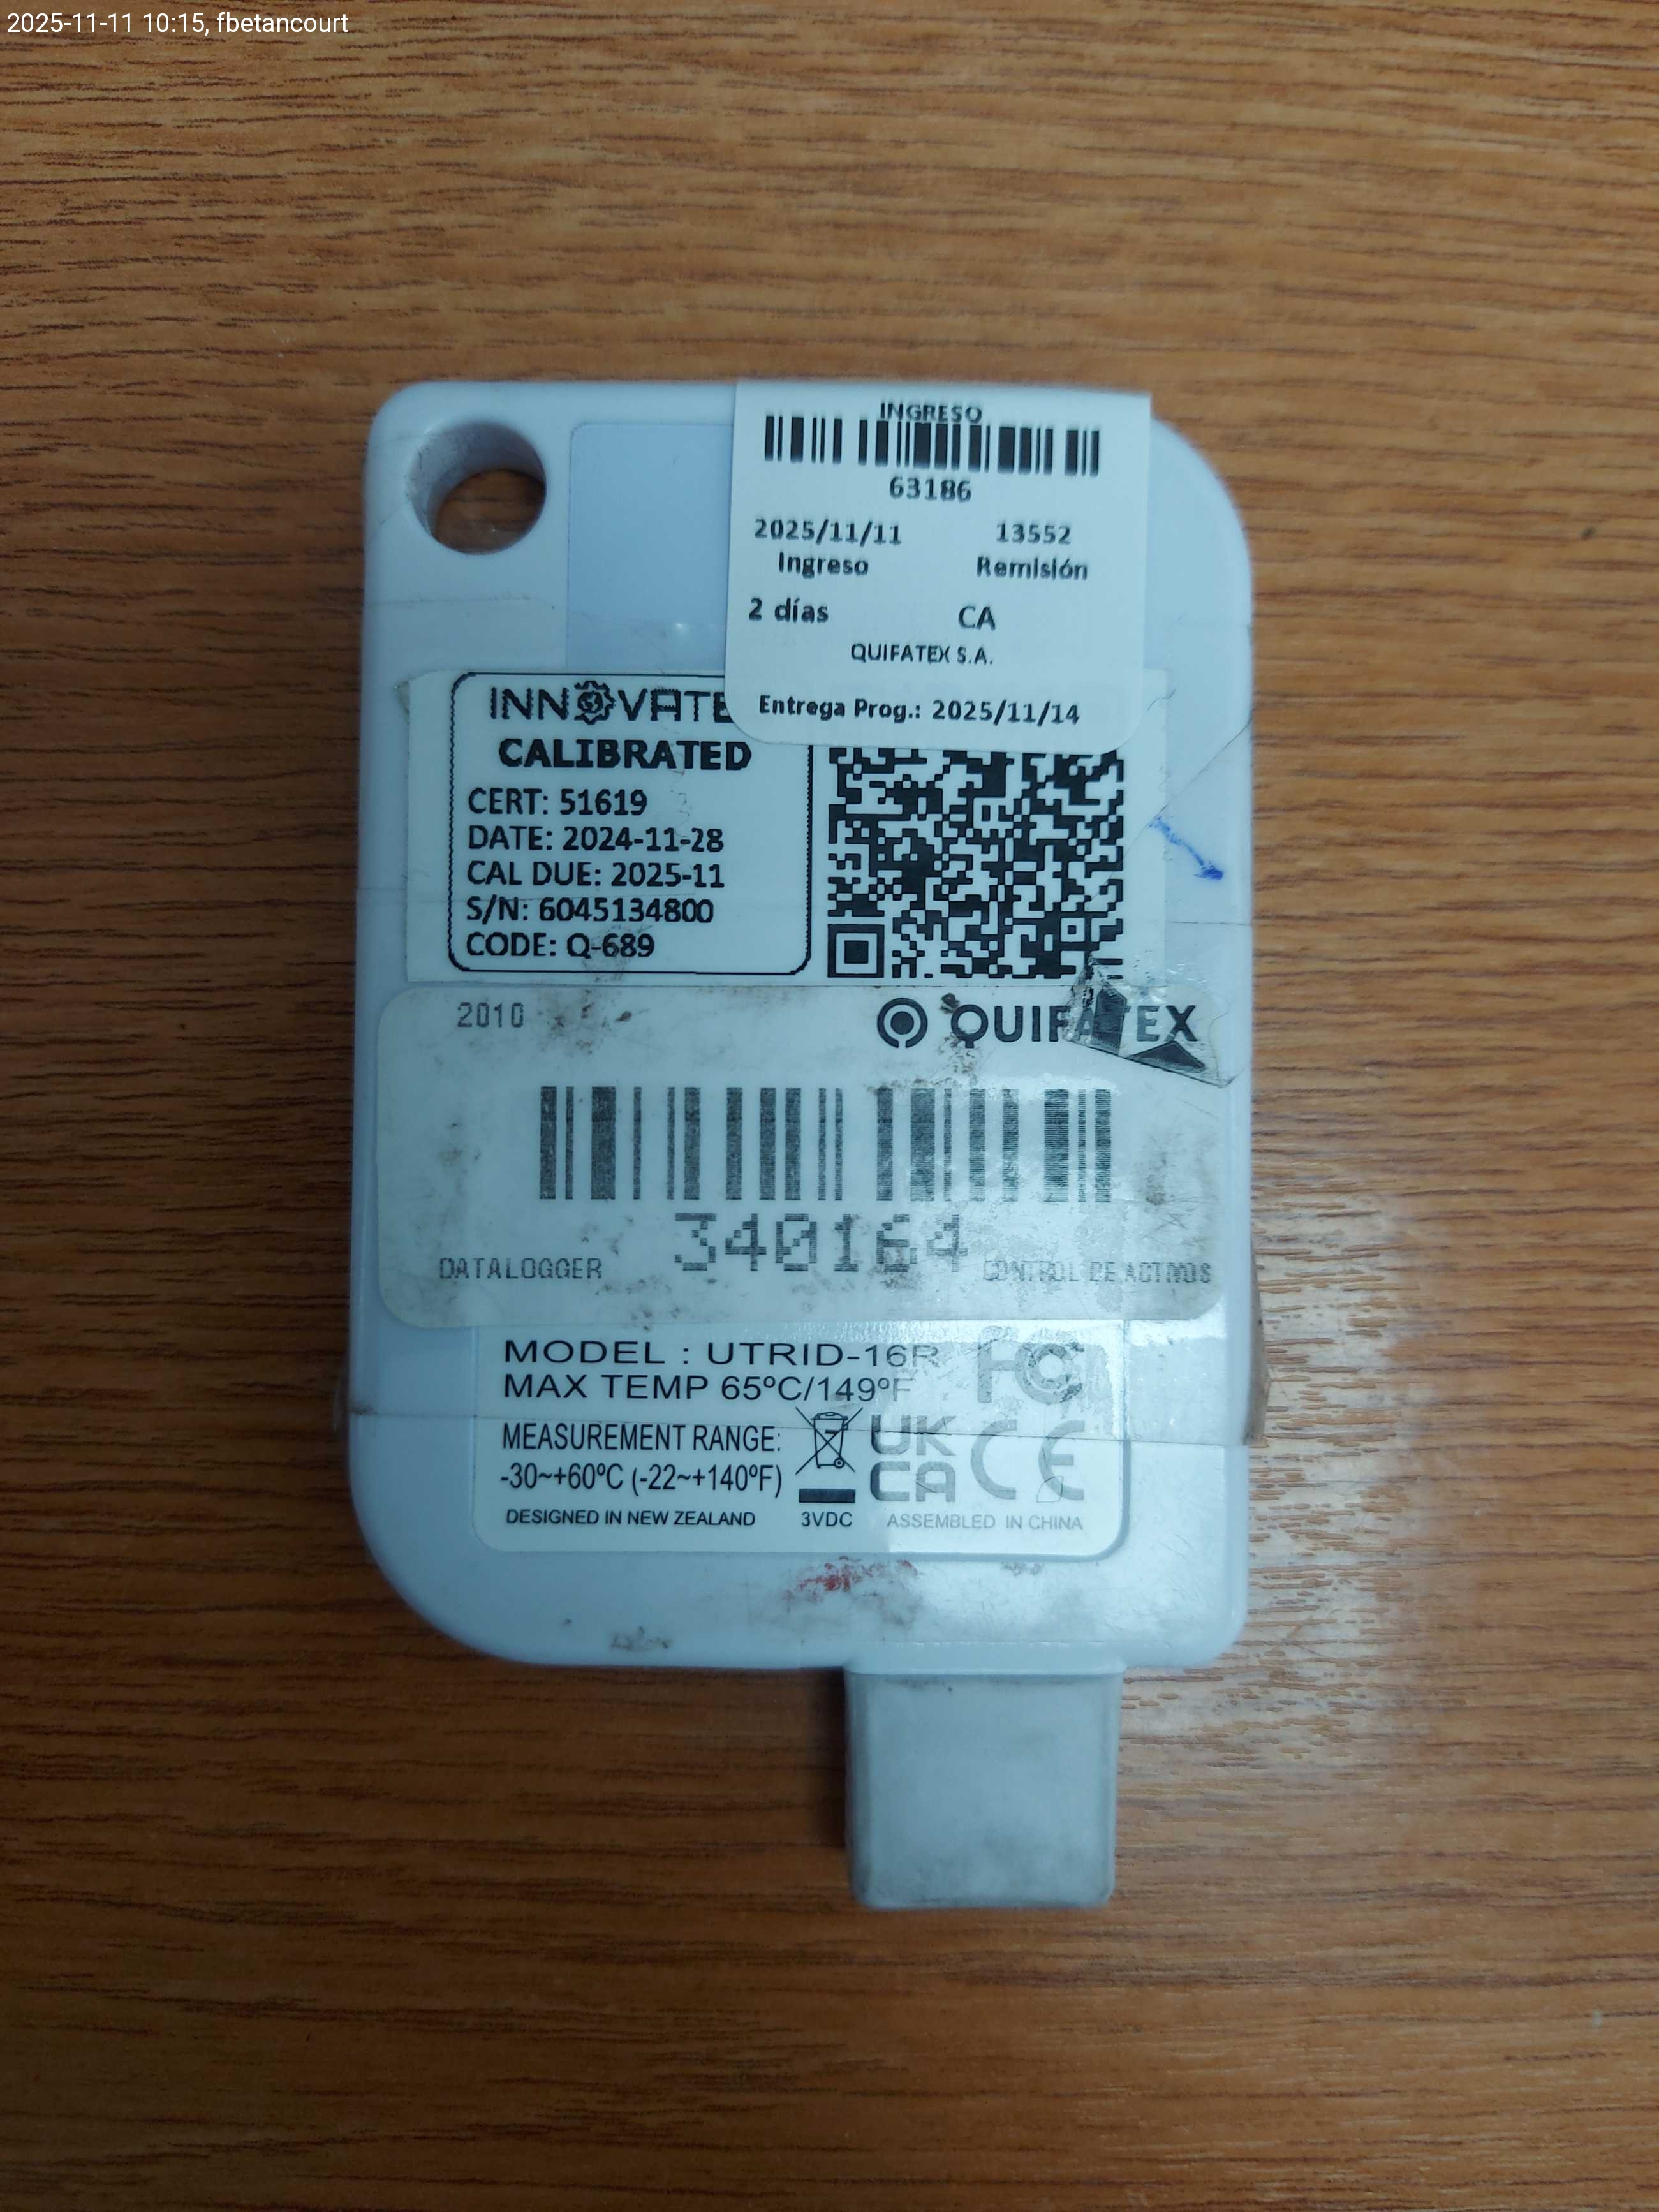 2025-11-11 10:15, fbetancourt
INGRESO
63186
2025/11/11 13552
Ingreso Remisión
2 días CA
QUIFATEX S.A.
Entrega Prog.: 2025/11/14
INNOVATE
CALIBRATED
CERT: 51619
DATE: 2024-11-28
CAL DUE: 2025-11
S/N: 6045134800
CODE: Q-689
2010 QUIFATEX
340164
DATALOGGER CONTROL DE ACTIVOS
MODEL : UTRID-16R FC
MAX TEMP 65ºC/149ºF
MEASUREMENT RANGE: UK
-30~+60ºC (-22~+140ºF) CA CE
DESIGNED IN NEW ZEALAND 3VDC ASSEMBLED IN CHINA